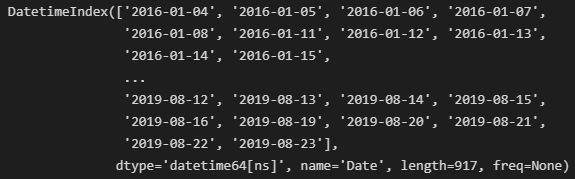 DatetimeIndex(['2016-01-04', '2016-01-05', '2016-01-06', '2016-01-07',
'2016-01-08', '2016-01-11', '2016-01-12', '2016-01-13',
'2016-01-14', '2016-01-15',
...
'2019-08-12', '2019-08-13', '2019-08-14', '2019-08-15',
'2019-08-16', '2019-08-19', '2019-08-20', '2019-08-21',
'2019-08-22', '2019-08-23'],
dtype='datetime64[ns]', name='Date', length=917, freq=None)